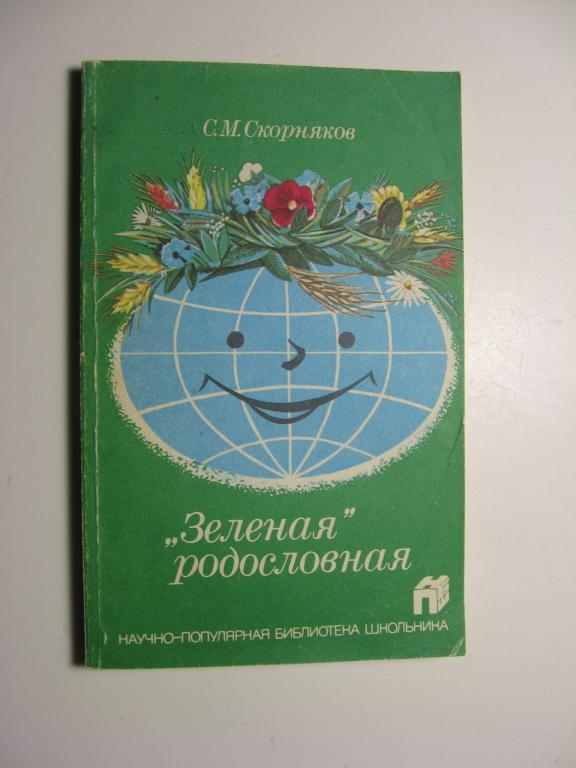 С.М.Скорняков
„Зеленая”
родословная
НАУЧНО-ПОПУЛЯРНАЯ БИБЛИОТЕКА ШКОЛЬНИКА